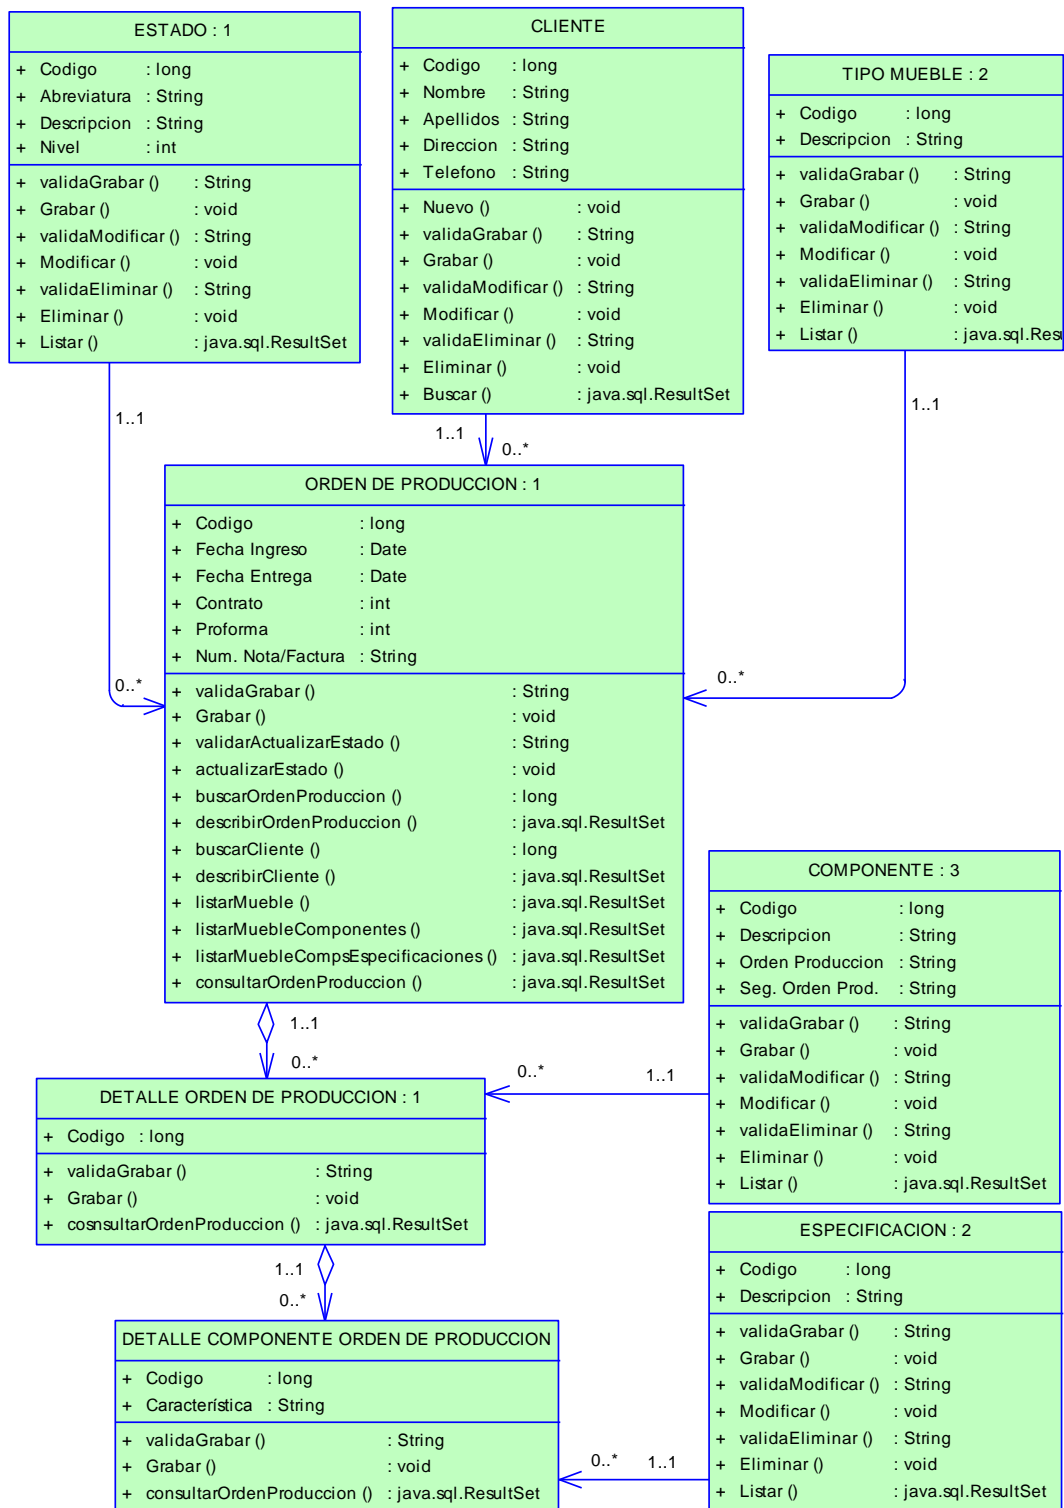 ESTADO : 1
+ Codigo : long
+ Abreviatura : String
+ Descripcion : String
+ Nivel : int
+ validaGrabar () : String
+ Grabar () : void
+ validaModificar () : String
+ Modificar () : void
+ validaEliminar () : String
+ Eliminar () : void
+ Listar () : java.sql.ResultSet
CLIENTE
+ Codigo : long
+ Nombre : String
+ Apellidos : String
+ Direccion : String
+ Telefono : String
+ Nuevo () : void
+ validaGrabar () : String
+ Grabar () : void
+ validaModificar () : String
+ Modificar () : void
+ validaEliminar () : String
+ Eliminar () : void
+ Buscar () : java.sql.ResultSet
TIPO MUEBLE : 2
+ Codigo : long
+ Descripcion : String
+ validaGrabar () : String
+ Grabar () : void
+ validaModificar () : String
+ Modificar () : void
+ validaEliminar () : String
+ Eliminar () : void
+ Listar () : java.sql.Resu
1..1
1..1
0..*
1..1
ORDEN DE PRODUCCION : 1
+ Codigo : long
+ Fecha Ingreso : Date
+ Fecha Entrega : Date
+ Contrato : int
+ Proforma : int
+ Num. Nota/Factura : String
+ validaGrabar () : String
+ Grabar () : void
+ validarActualizarEstado () : String
+ actualizarEstado () : void
+ buscarOrdenProduccion () : long
+ describirOrdenProduccion () : java.sql.ResultSet
+ buscarCliente () : long
+ describirCliente () : java.sql.ResultSet
+ listarMueble () : java.sql.ResultSet
+ listarMuebleComponentes () : java.sql.ResultSet
+ listarMuebleCompsEspecificaciones () : java.sql.ResultSet
+ consultarOrdenProduccion () : java.sql.ResultSet
0..*
0..*
COMPONENTE : 3
+ Codigo : long
+ Descripcion : String
+ Orden Produccion : String
+ Seg. Orden Prod. : String
+ validaGrabar () : String
+ Grabar () : void
+ validaModificar () : String
+ Modificar () : void
+ validaEliminar () : String
+ Eliminar () : void
+ Listar () : java.sql.ResultSet
1..1
0..*
0..*
1..1
DETALLE ORDEN DE PRODUCCION : 1
+ Codigo : long
+ validaGrabar () : String
+ Grabar () : void
+ cosnsultarOrdenProduccion () : java.sql.ResultSet
1..1
0..*
ESPECIFICACION : 2
+ Codigo : long
+ Descripcion : String
+ validaGrabar () : String
+ Grabar () : void
+ validaModificar () : String
+ Modificar () : void
+ validaEliminar () : String
+ Eliminar () : void
+ Listar () : java.sql.ResultSet
DETALLE COMPONENTE ORDEN DE PRODUCCION
+ Codigo : long
+ Característica : String
+ validaGrabar () : String
+ Grabar () : void
+ consultarOrdenProduccion () : java.sql.ResultSet
0..*
1..1